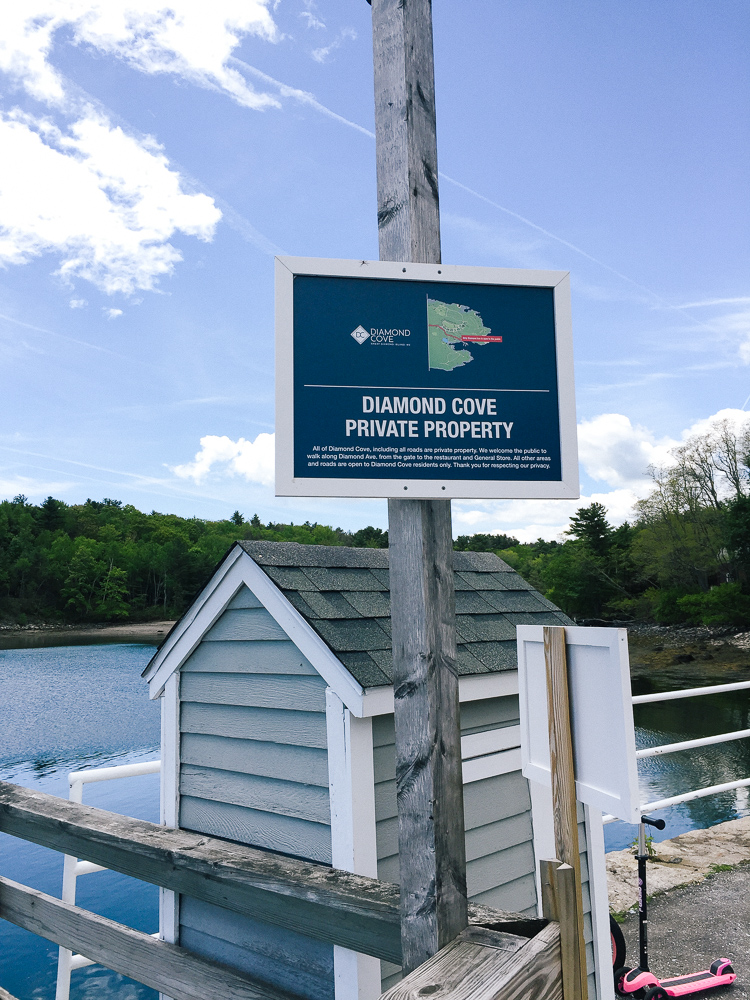 DC
DIAMOND
COVE
DIAMOND COVE
PRIVATE PROPERTY
All of Diamond Cove, including all roads are private property. We welcome the public to
walk along Diamond Ave. from the gate to the restaurant and General Store. All other areas
and roads are open to Diamond Cove residents only. Thank you for respecting our privacy.